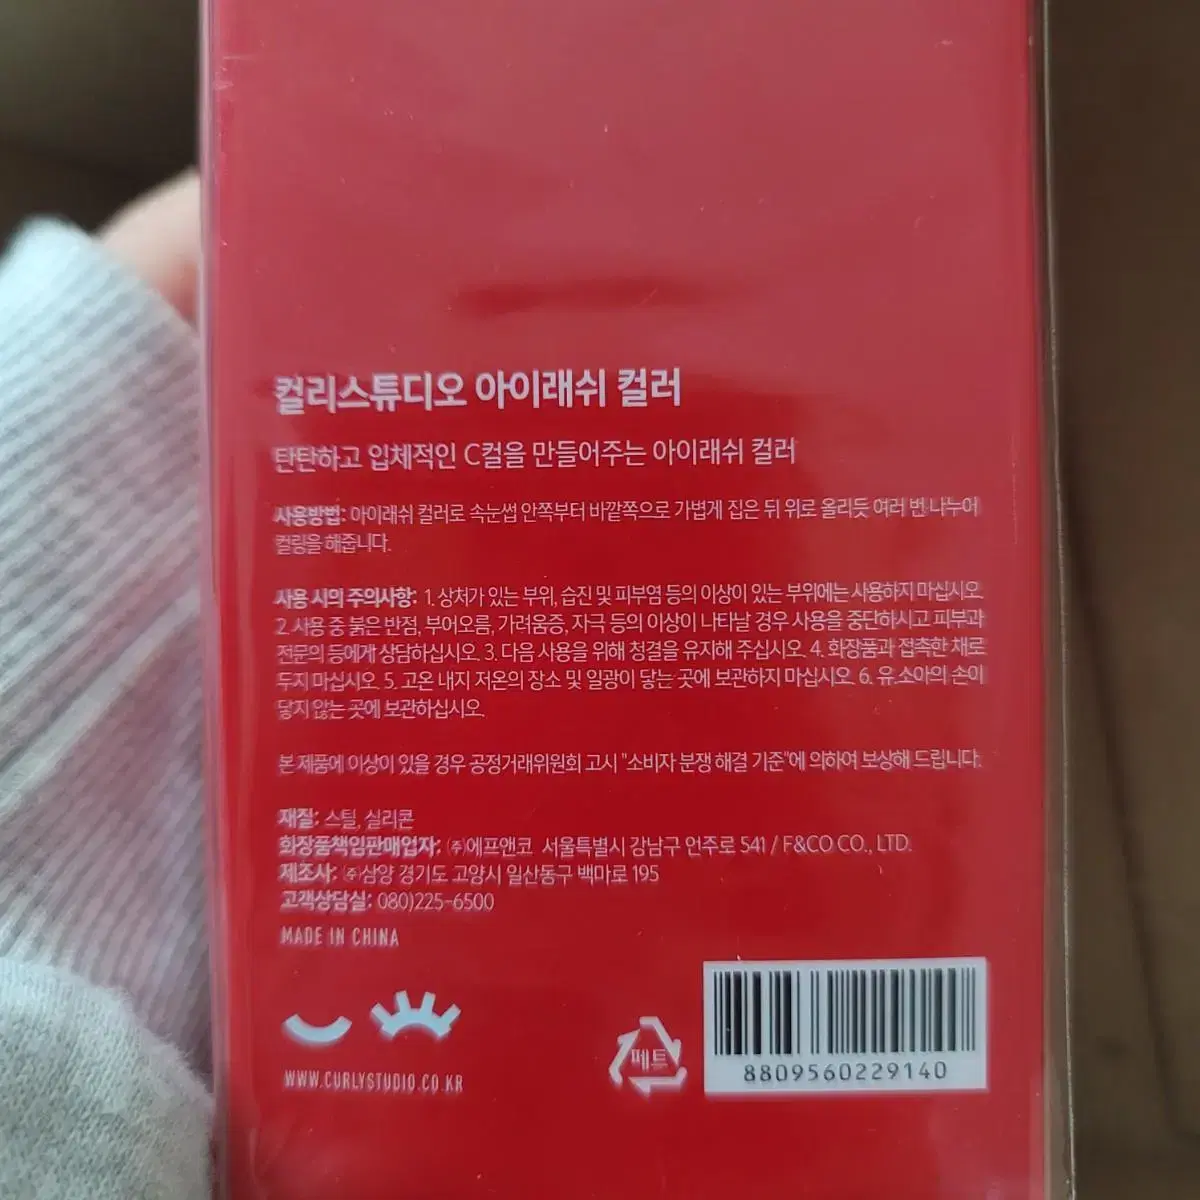 컬리스튜디오 아이래쉬 컬러
탄탄하고 입체적인 C컬을 만들어주는 아이래쉬 컬러
사용방법: 아이래쉬 컬러로 속눈썹 안쪽부터 바깥쪽으로 가볍게 집은 뒤 위로 올리듯 여러 번 나누어
컬링을 해줍니다.
사용 시의 주의사항: 1. 상처가 있는 부위, 습진 및 피부염 등의 이상이 있는 부위에는 사용하지 마십시오.
2. 사용 중 붉은 반점, 부어오름, 가려움증, 자극 등의 이상이 나타날 경우 사용을 중단하시고 피부과
전문의 등에게 상담하십시오. 3. 다음 사용을 위해 청결을 유지해 주십시오. 4. 화장품과 접촉한 채로
두지 마십시오. 5. 고온 내지 저온의 장소 및 일광이 닿는 곳에 보관하지 마십시오. 6. 유.소아의 손이
닿지 않는 곳에 보관하십시오.
본 제품에 이상이 있을 경우 공정거래위원회 고시 "소비자 분쟁 해결 기준"에 의하여 보상해 드립니다.
재질: 스틸, 실리콘
화장품책임판매업자: ㈜에프앤코 서울특별시 강남구 언주로 541 / F&CO CO., LTD.
제조사: ㈜삼양 경기도 고양시 일산동구 백마로 195
고객상담실: 080)225-6500
MADE IN CHINA
WWW.CURLYSTUDIO.CO.KR
페트
8809560229140